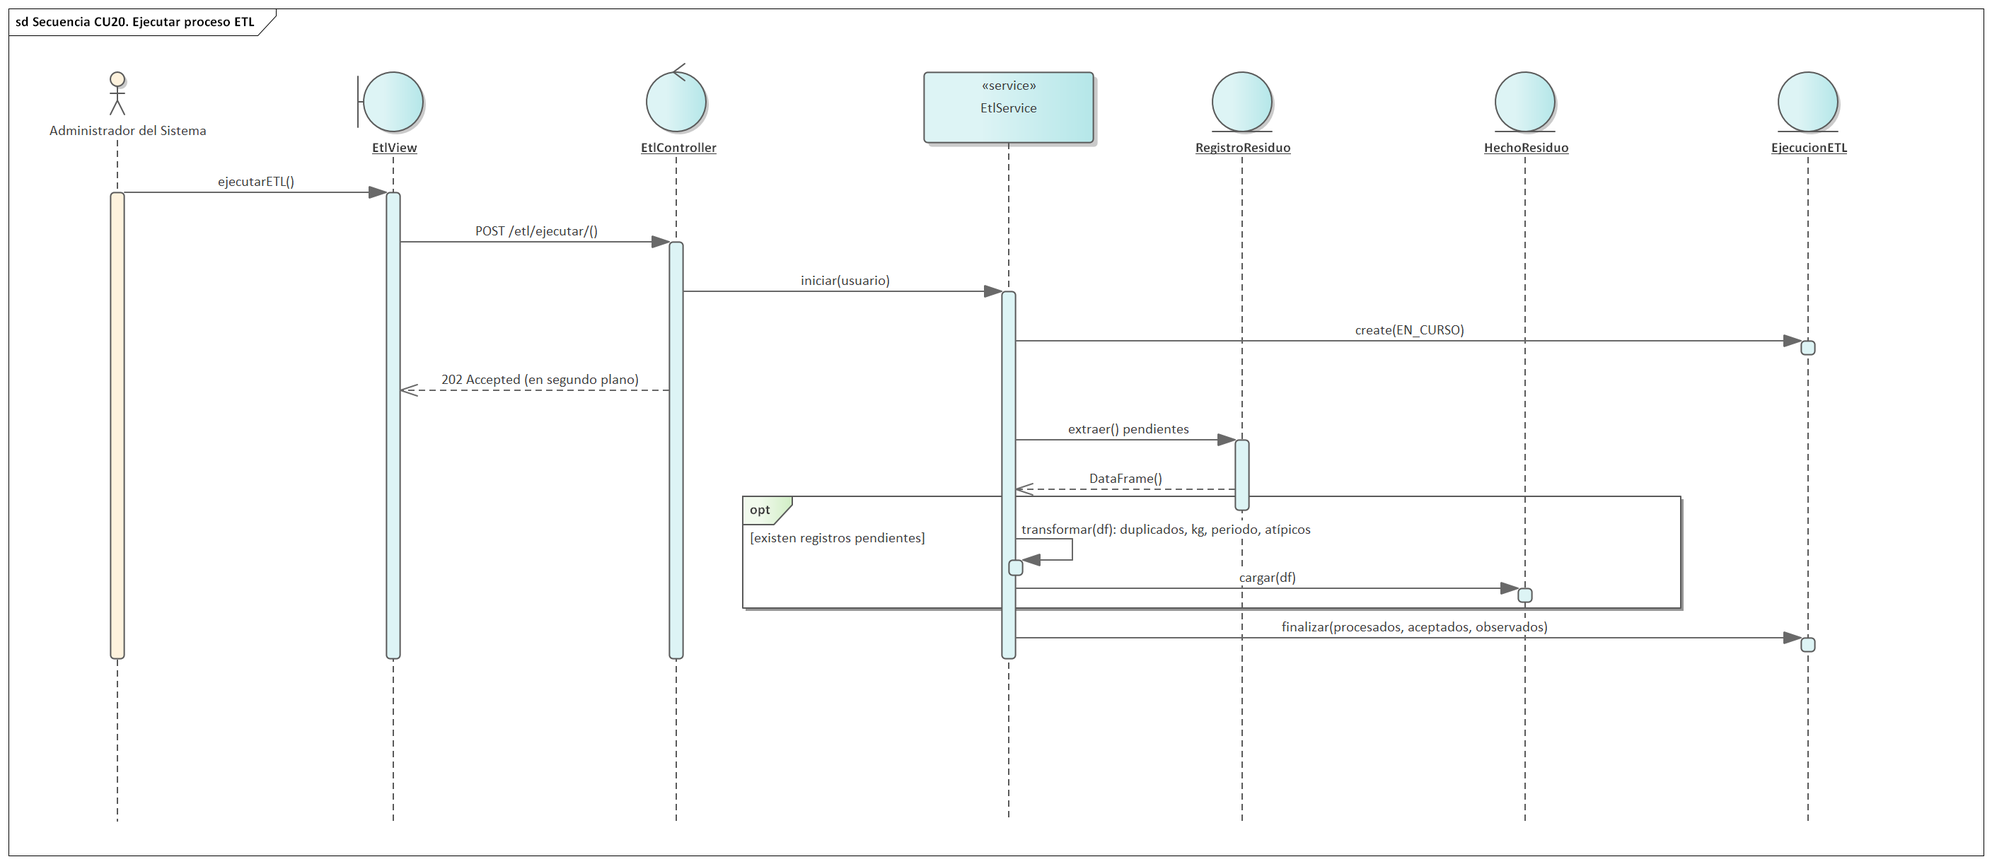 sd Secuencia CU20. Ejecutar proceso ETL
Administrador del Sistema
EtlView
EtlController
«service»
EtlService
RegistroResiduo
HechoResiduo
EjecucionETL
ejecutarETL()
POST /etl/ejecutar/()
iniciar(usuario)
create(EN_CURSO)
202 Accepted (en segundo plano)
extraer() pendientes
DataFrame()
opt
[existen registros pendientes]
transformar(df): duplicados, kg, periodo, atípicos
cargar(df)
finalizar(procesados, aceptados, observados)